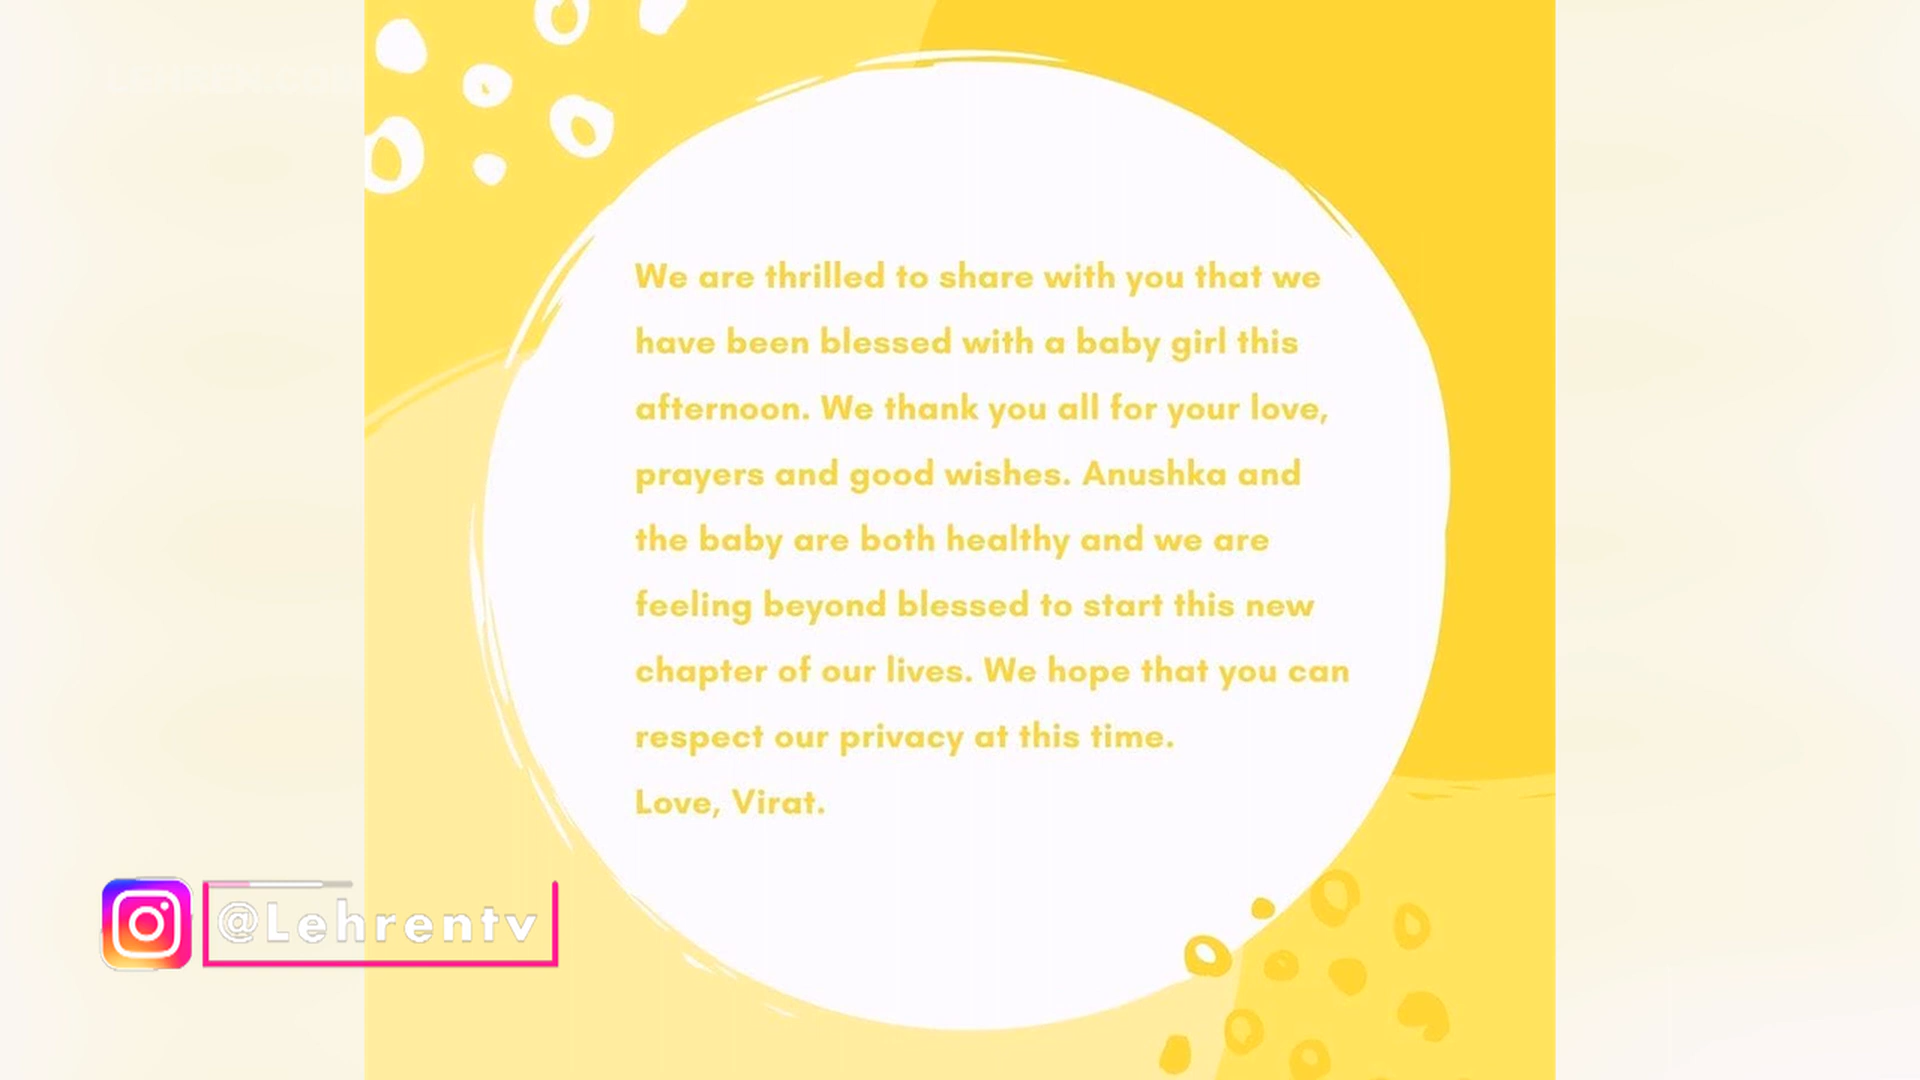 We are thrilled to share with you that we
have been blessed with a baby girl this
afternoon. We thank you all for your love,
prayers and good wishes. Anushka and
the baby are both healthy and we are
feeling beyond blessed to start this new
chapter of our lives. We hope that you can
respect our privacy at this time.
Love, Virat.
@Lehrentv